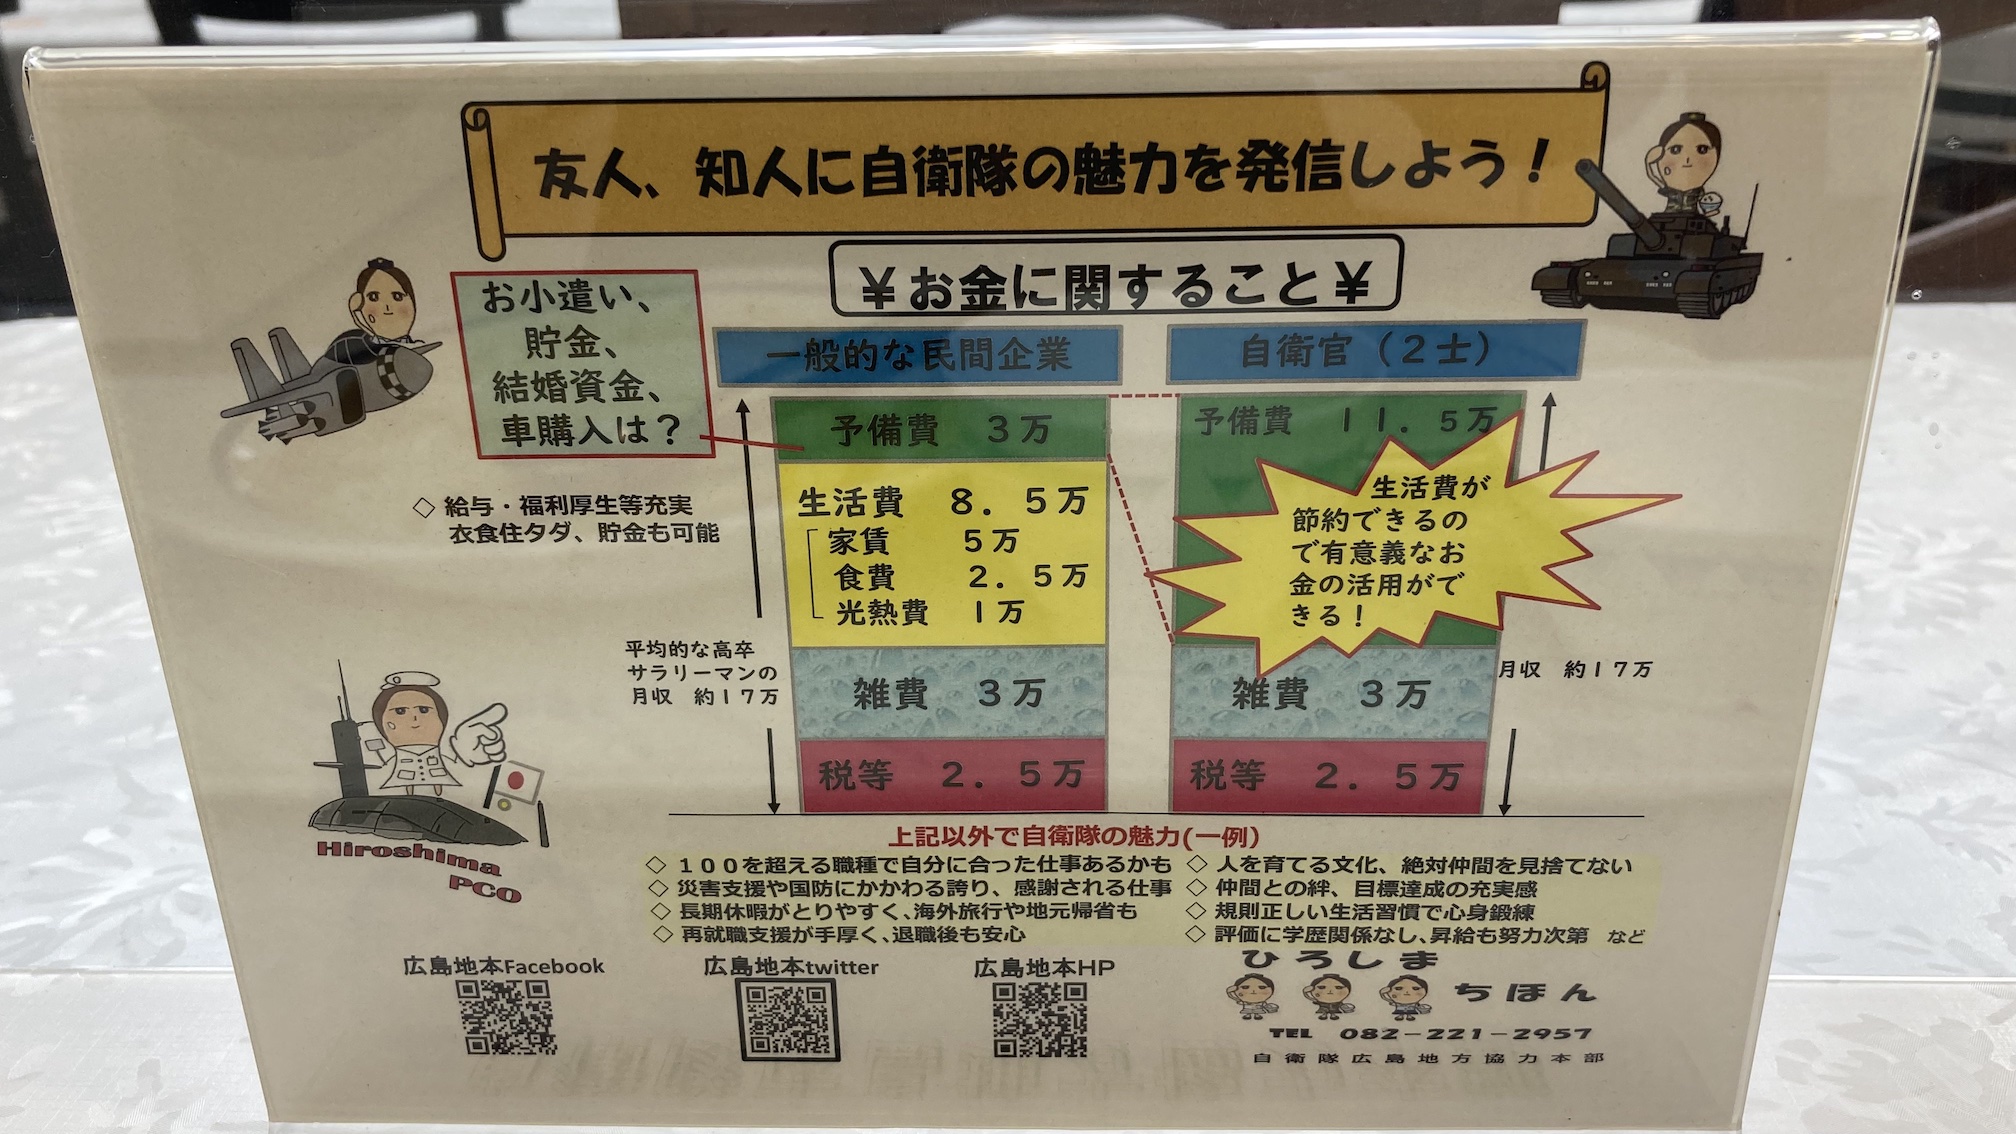 友人、知人に自衛隊の魅力を発信しよう！
￥お金に関すること￥
お小遣い、
貯金、
結婚資金、
車購入は？
一般的な民間企業
自衛官（２士）
予備費　３万
予備費　１１．５万
◇ 給与・福利厚生等充実
衣食住タダ、貯金も可能
生活費　８．５万
家賃　５万
食費　２．５万
光熱費　１万
生活費が
節約できるの
で有意義なお
金の活用がで
きる！
平均的な高卒
サラリーマンの
月収　約１７万
月収　約１７万
雑費　３万
雑費　３万
税等　２．５万
税等　２．５万
Hiroshima
PCO
上記以外で自衛隊の魅力(一例)
◇ １００を超える職種で自分に合った仕事あるかも
◇ 災害支援や国防にかかわる誇り、感謝される仕事
◇ 長期休暇がとりやすく、海外旅行や地元帰省も
◇ 再就職支援が手厚く、退職後も安心
◇ 人を育てる文化、絶対仲間を見捨てない
◇ 仲間との絆、目標達成の充実感
◇ 規則正しい生活習慣で心身鍛練
◇ 評価に学歴関係なし、昇給も努力次第　など
広島地本Facebook
広島地本twitter
広島地本HP
ひろしま
ちほん
TEL　082－221－2957
自衛隊広島地方協力本部